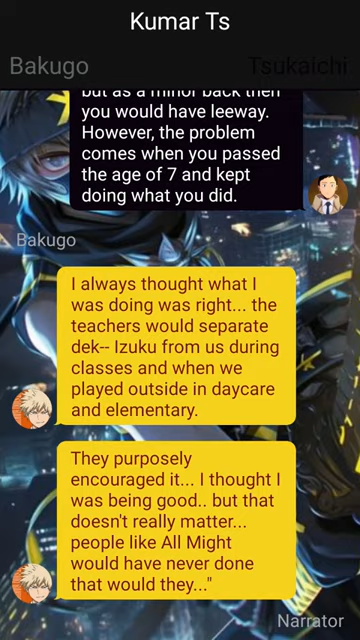 Kumar Ts
Bakugo
Tsukaichi
but as a minor back then
you would have leeway.
However, the problem
comes when you passed
the age of 7 and kept
doing what you did.
Bakugo
I always thought what I
was doing was right... the
teachers would separate
dek-- Izuku from us during
classes and when we
played outside in daycare
and elementary.
They purposely
encouraged it... I thought I
was being good.. but that
doesn't really matter...
people like All Might
would have never done
that would they..."
Narrator